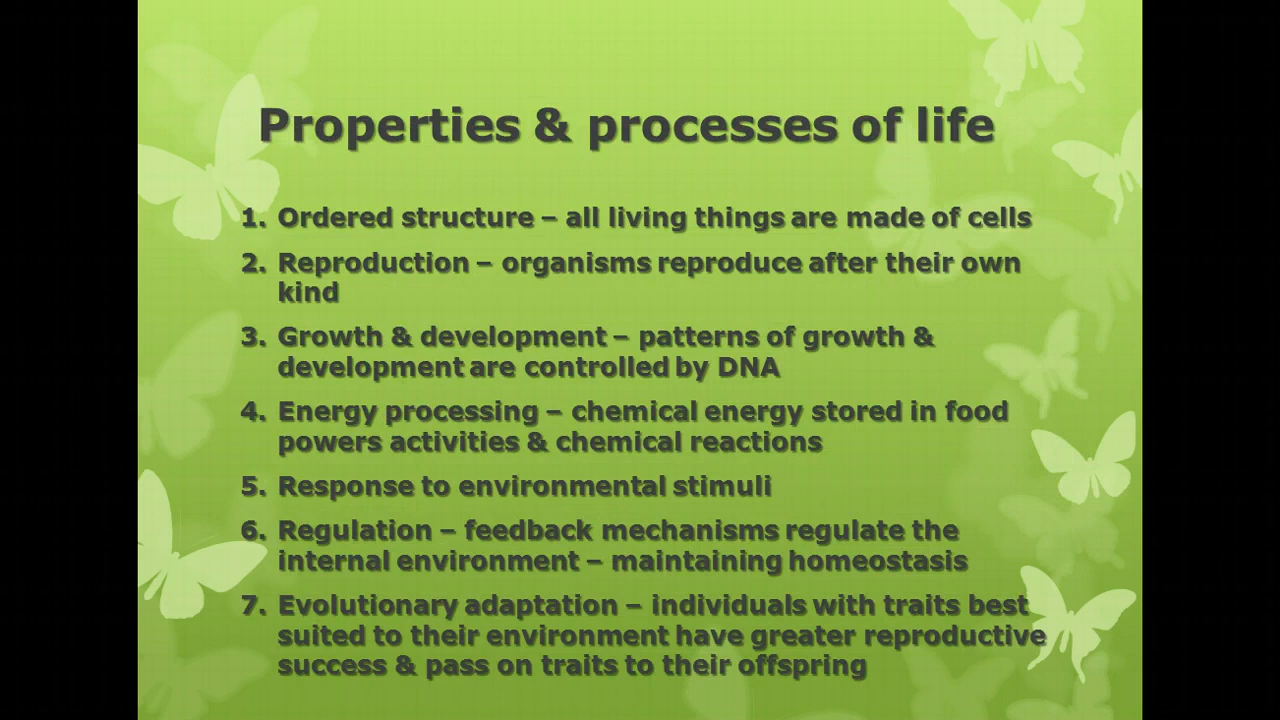 Properties & processes of life
1. Ordered structure – all living things are made of cells
2. Reproduction – organisms reproduce after their own
kind
3. Growth & development – patterns of growth &
development are controlled by DNA
4. Energy processing – chemical energy stored in food
powers activities & chemical reactions
5. Response to environmental stimuli
6. Regulation – feedback mechanisms regulate the
internal environment – maintaining homeostasis
7. Evolutionary adaptation – individuals with traits best
suited to their environment have greater reproductive
success & pass on traits to their offspring